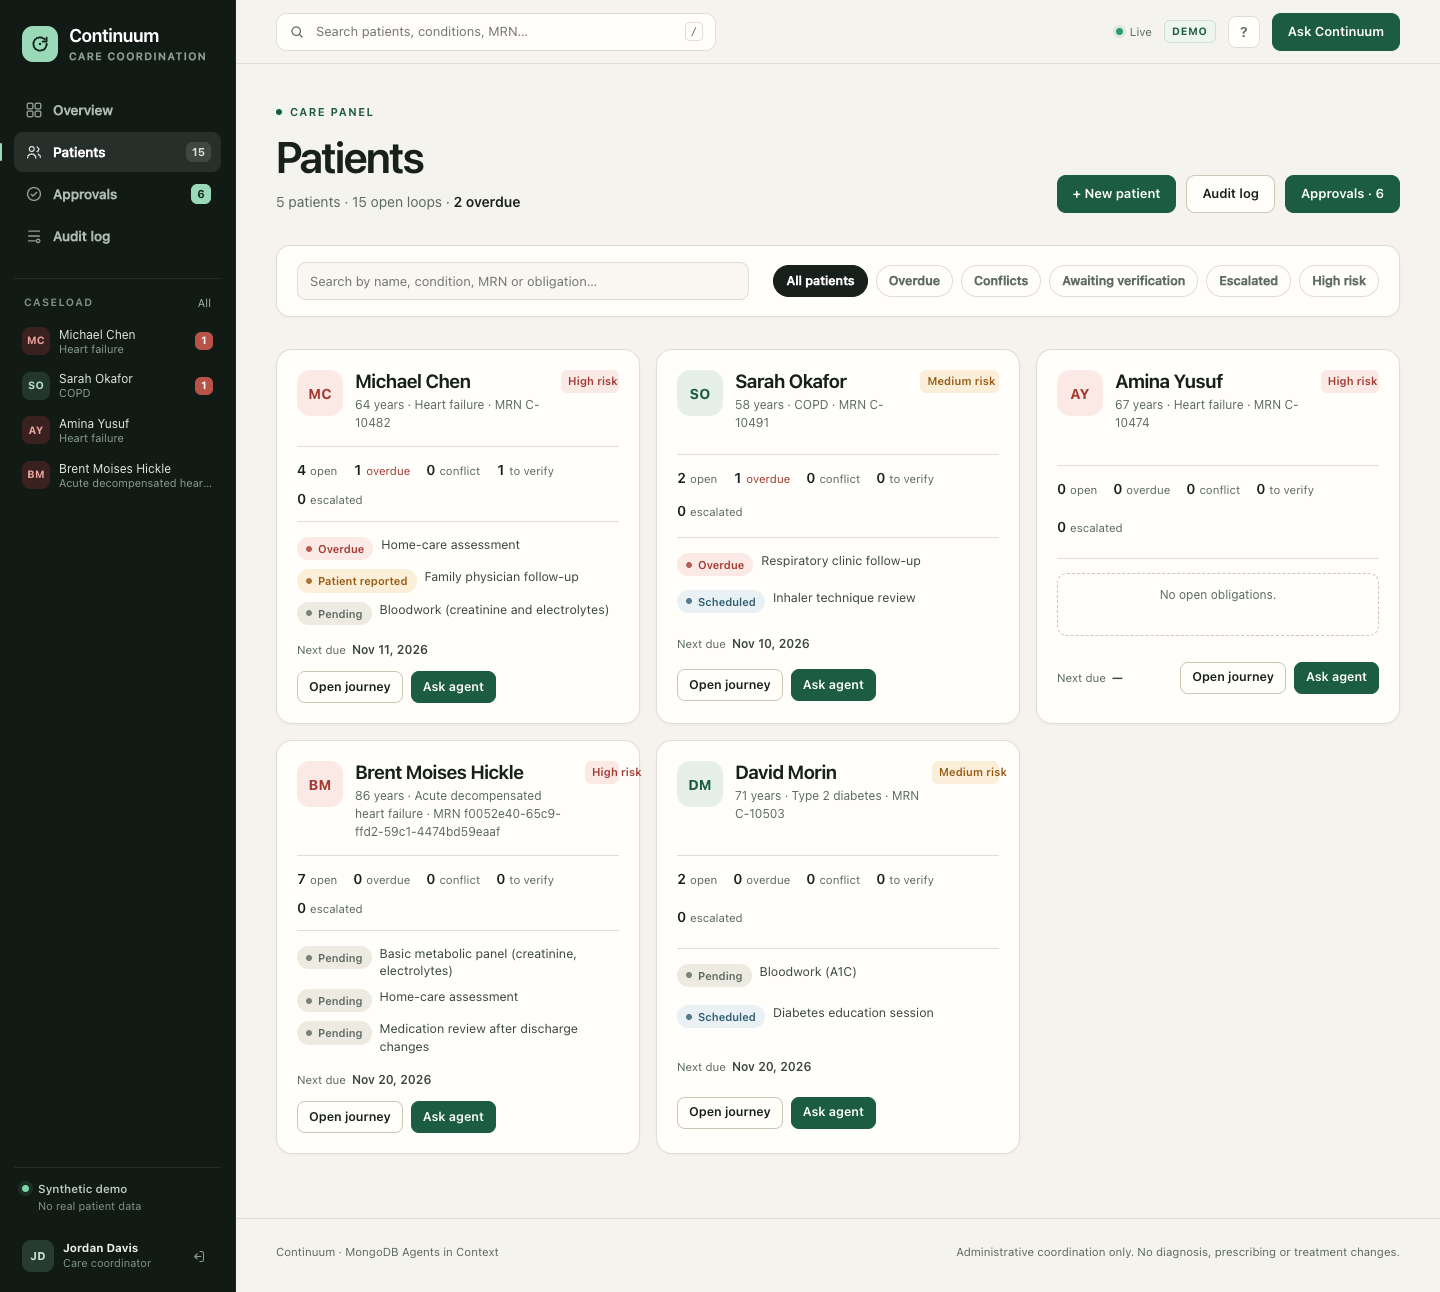 Continuum
CARE COORDINATION
Overview
Patients 15
Approvals 6
Audit log
CASELOAD All
MC Michael Chen 1
Heart failure
SO Sarah Okafor 1
COPD
AY Amina Yusuf
Heart failure
BM Brent Moises Hickle
Acute decompensated hear...
Synthetic demo
No real patient data
JD Jordan Davis
Care coordinator
Search patients, conditions, MRN... /
Live DEMO ? Ask Continuum
CARE PANEL
Patients
5 patients · 15 open loops · 2 overdue
+ New patient Audit log Approvals · 6
Search by name, condition, MRN or obligation...
All patients Overdue Conflicts Awaiting verification Escalated High risk
MC Michael Chen High risk
64 years · Heart failure · MRN C-
10482
4 open 1 overdue 0 conflict 1 to verify
0 escalated
Overdue Home-care assessment
Patient reported Family physician follow-up
Pending Bloodwork (creatinine and electrolytes)
Next due Nov 11, 2026
Open journey Ask agent
SO Sarah Okafor Medium risk
58 years · COPD · MRN C-
10491
2 open 1 overdue 0 conflict 0 to verify
0 escalated
Overdue Respiratory clinic follow-up
Scheduled Inhaler technique review
Next due Nov 10, 2026
Open journey Ask agent
AY Amina Yusuf High risk
67 years · Heart failure · MRN C-
10474
0 open 0 overdue 0 conflict 0 to verify
0 escalated
No open obligations.
Next due — Open journey Ask agent
BM Brent Moises Hickle High risk
86 years · Acute decompensated
heart failure · MRN f0052e40-65c9-
ffd2-59c1-4474bd59eaaf
7 open 0 overdue 0 conflict 0 to verify
0 escalated
Pending Basic metabolic panel (creatinine,
electrolytes)
Pending Home-care assessment
Pending Medication review after discharge
changes
Next due Nov 20, 2026
Open journey Ask agent
DM David Morin Medium risk
71 years · Type 2 diabetes · MRN
C-10503
2 open 0 overdue 0 conflict 0 to verify
0 escalated
Pending Bloodwork (A1C)
Scheduled Diabetes education session
Next due Nov 20, 2026
Open journey Ask agent
Continuum · MongoDB Agents in Context
Administrative coordination only. No diagnosis, prescribing or treatment changes.